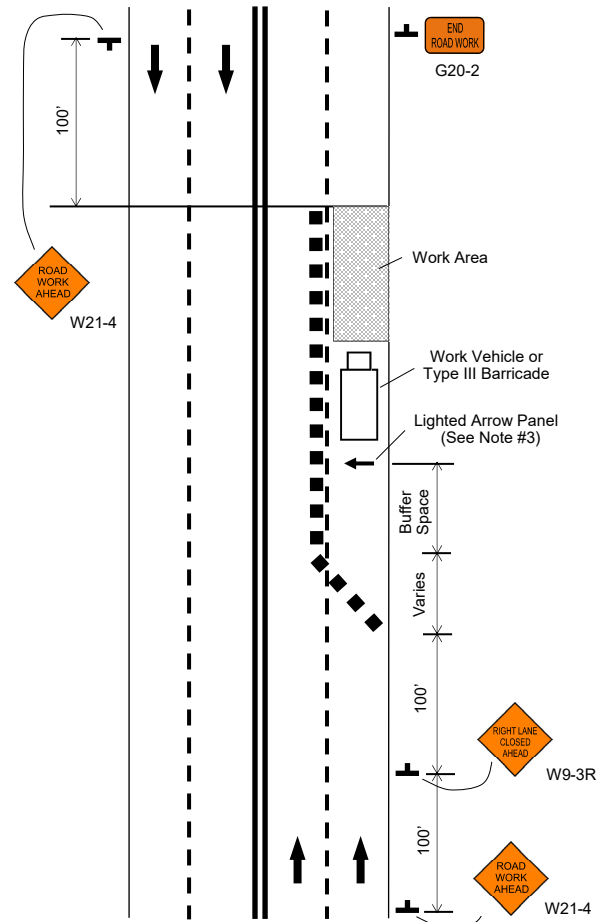 END
ROAD WORK
G20-2
100’
ROAD
WORK
AHEAD
W21-4
Work Area
Work Vehicle or
Type III Barricade
Lighted Arrow Panel
(See Note #3)
Buffer
Space
Varies
100’
RIGHT LANE
CLOSED
AHEAD
W9-3R
100’
ROAD
WORK
AHEAD
W21-4